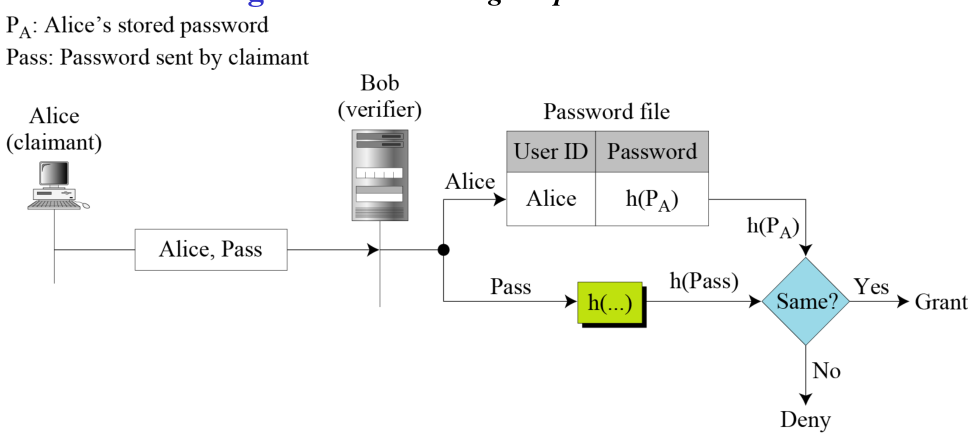 P_A: Alice's stored password
Pass: Password sent by claimant
Alice
(claimant)
Bob
(verifier)
Password file
User ID Password
Alice h(P_A)
Alice
Alice, Pass
h(P_A)
Pass
h(...)
h(Pass)
Same?
Yes
Grant
No
Deny